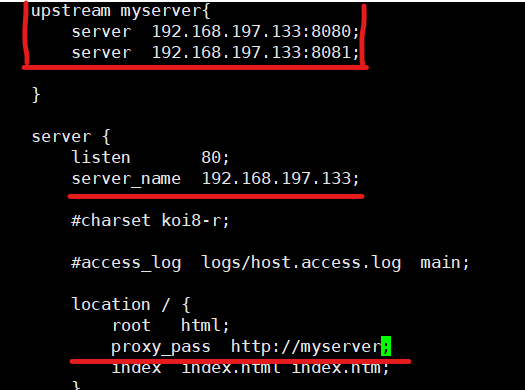 upstream myserver{
server 192.168.197.133:8080;
server 192.168.197.133:8081;
}
server {
listen 80;
server_name 192.168.197.133;
#charset koi8-r;
#access_log logs/host.access.log main;
location / {
root html;
proxy_pass http://myserver;
index index.html index.htm;
}